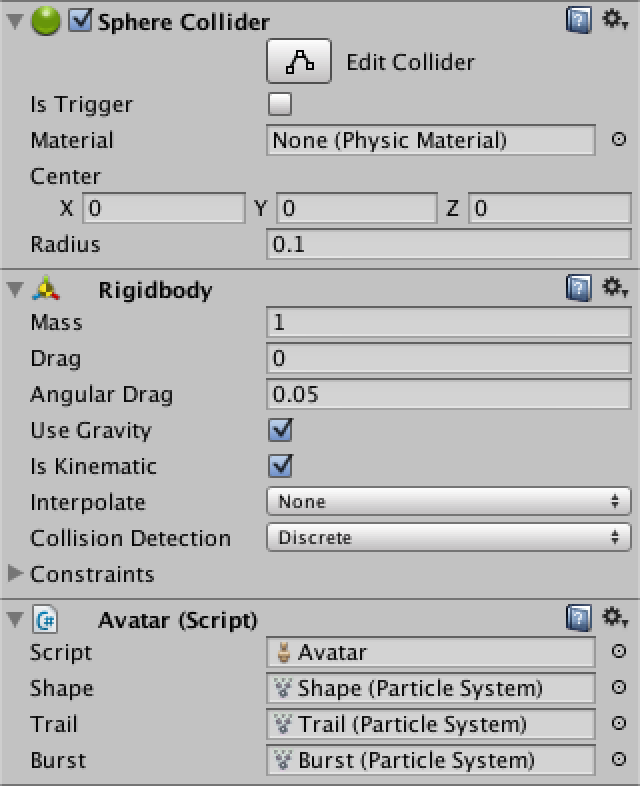 Sphere Collider
Edit Collider
Is Trigger
Material None (Physic Material)
Center
X 0 Y 0 Z 0
Radius 0.1
Rigidbody
Mass 1
Drag 0
Angular Drag 0.05
Use Gravity
Is Kinematic
Interpolate None
Collision Detection Discrete
Constraints
C# Avatar (Script)
Script Avatar
Shape Shape (Particle System)
Trail Trail (Particle System)
Burst Burst (Particle System)